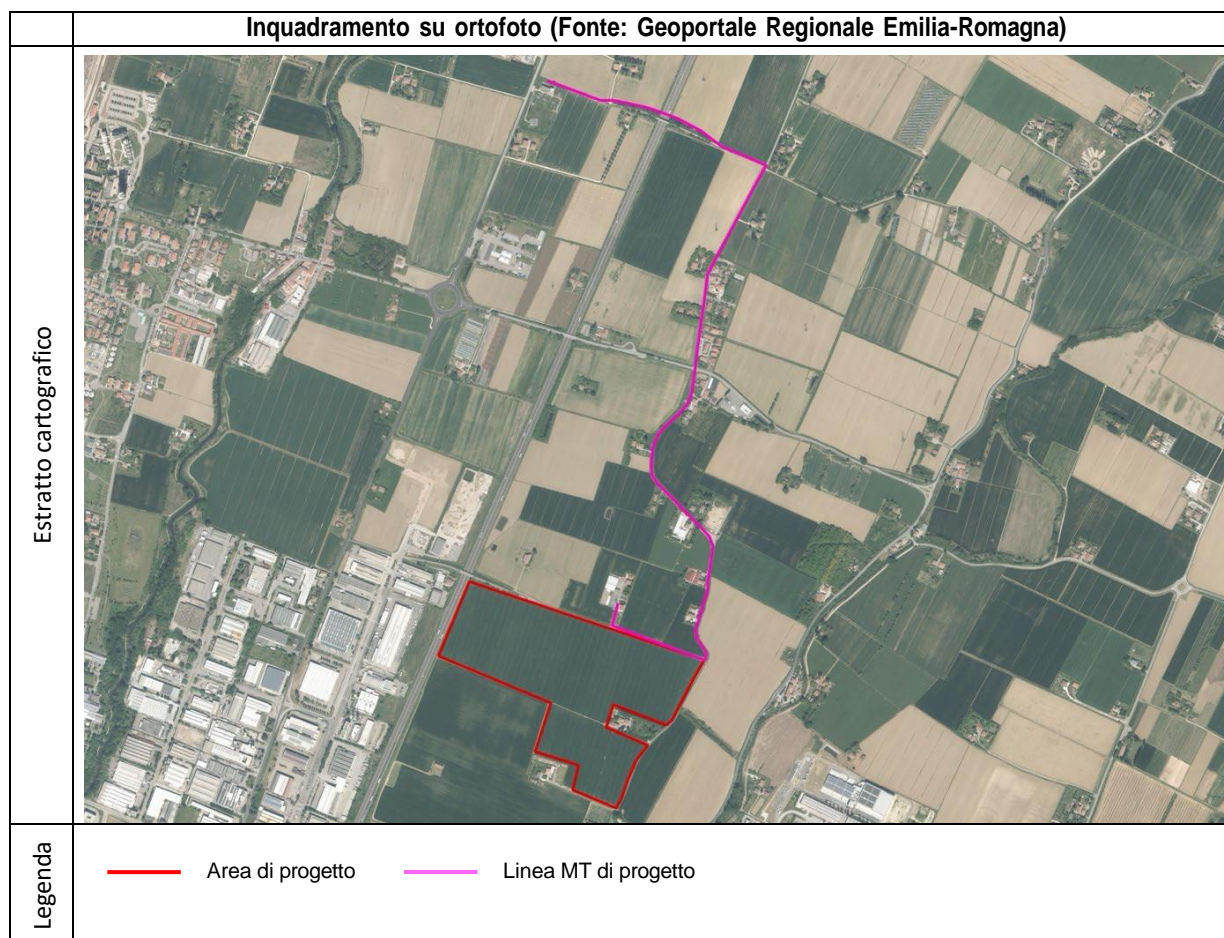 Inquadramento su ortofoto (Fonte: Geoportale Regionale Emilia-Romagna)
Estratto cartografico
Legenda
Area di progetto
Linea MT di progetto